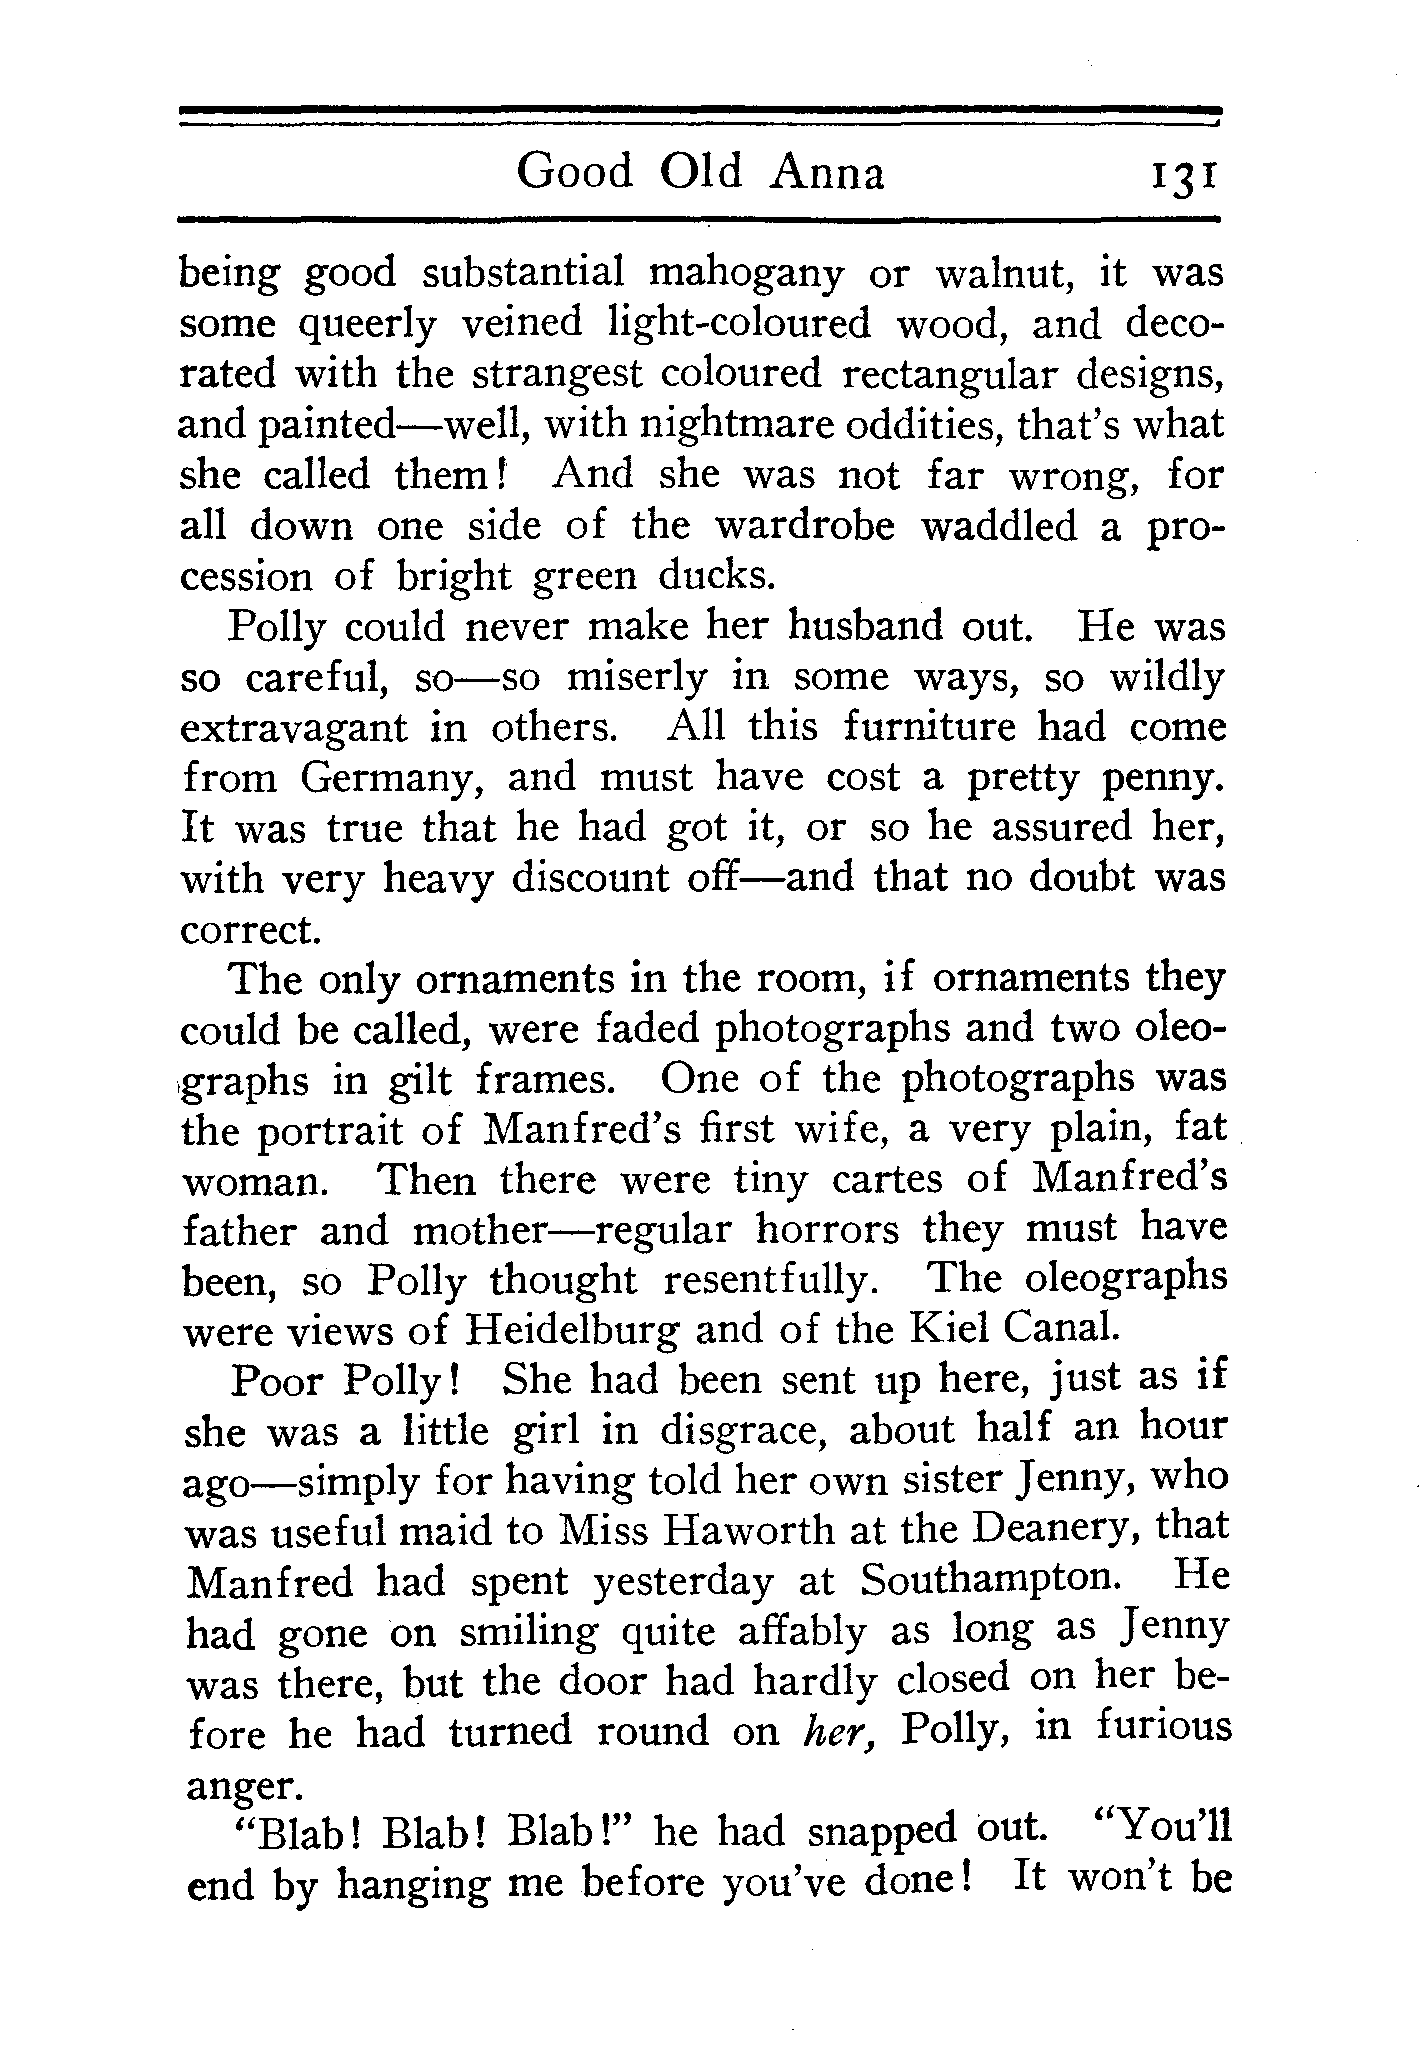 Good Old Anna 131
being good substantial mahogany or walnut, it was
some queerly veined light-coloured wood, and deco-
rated with the strangest coloured rectangular designs,
and painted—well, with nightmare oddities, that's what
she called them! And she was not far wrong, for
all down one side of the wardrobe waddled a pro-
cession of bright green ducks.
Polly could never make her husband out. He was
so careful, so—so miserly in some ways, so wildly
extravagant in others. All this furniture had come
from Germany, and must have cost a pretty penny.
It was true that he had got it, or so he assured her,
with very heavy discount off—and that no doubt was
correct.
The only ornaments in the room, if ornaments they
could be called, were faded photographs and two oleo-
graphs in gilt frames. One of the photographs was
the portrait of Manfred's first wife, a very plain, fat
woman. Then there were tiny cartes of Manfred's
father and mother—regular horrors they must have
been, so Polly thought resentfully. The oleographs
were views of Heidelburg and of the Kiel Canal.
Poor Polly! She had been sent up here, just as if
she was a little girl in disgrace, about half an hour
ago—simply for having told her own sister Jenny, who
was useful maid to Miss Haworth at the Deanery, that
Manfred had spent yesterday at Southampton. He
had gone on smiling quite affably as long as Jenny
was there, but the door had hardly closed on her be-
fore he had turned round on her, Polly, in furious
anger.
"Blab! Blab! Blab!" he had snapped out. "You'll
end by hanging me before you've done! It won't be